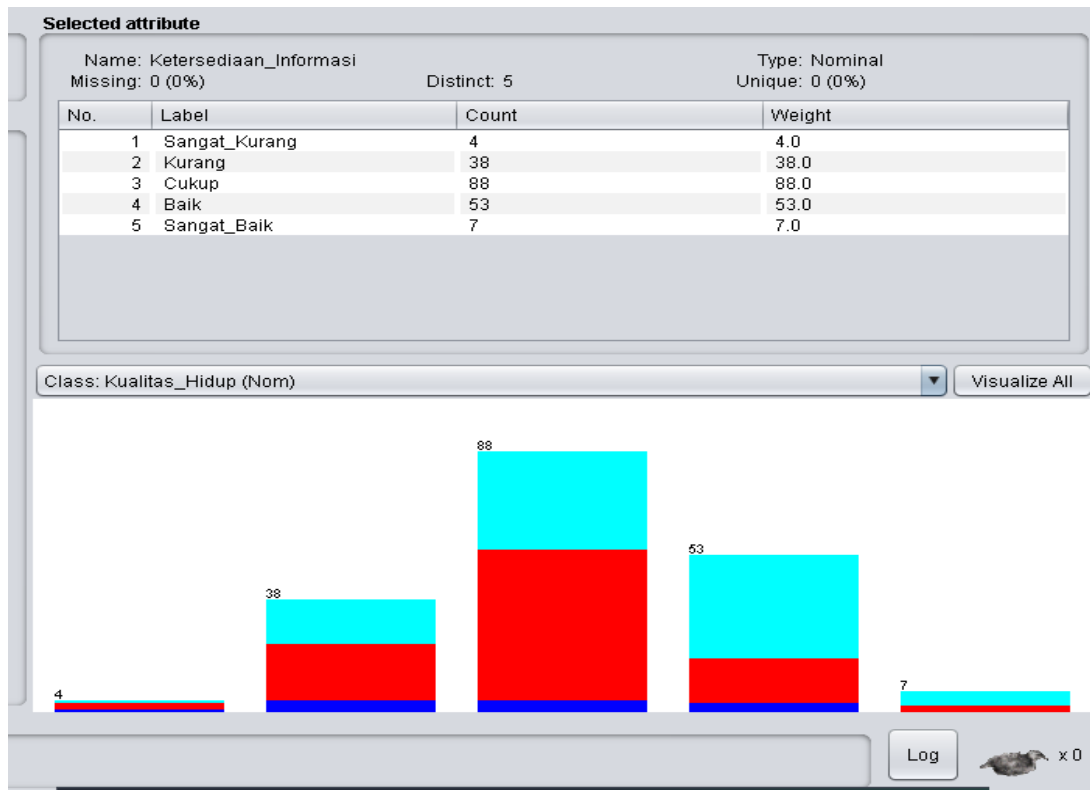 Selected attribute
Name: Ketersediaan_Informasi Type: Nominal
Missing: 0 (0%) Distinct: 5 Unique: 0 (0%)
No. Label Count Weight
1 Sangat_Kurang 4 4.0
2 Kurang 38 38.0
3 Cukup 88 88.0
4 Baik 53 53.0
5 Sangat_Baik 7 7.0
Class: Kualitas_Hidup (Nom) Visualize All
88
53
38
7
4
Log x 0